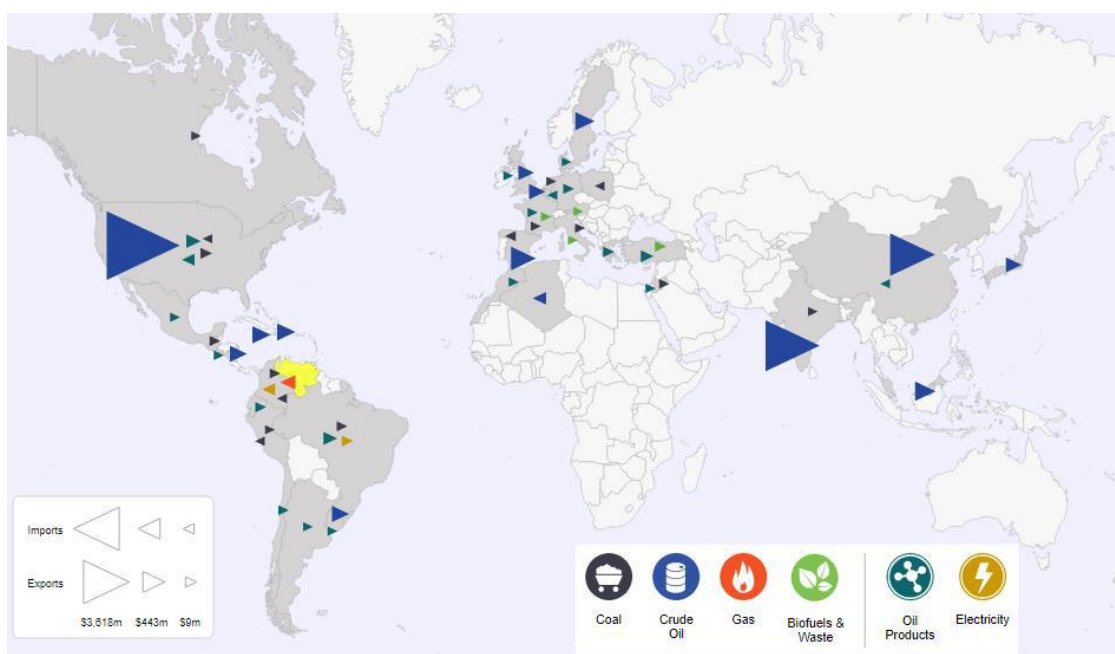 Imports
Exports
$3,618m $443m $9m
Coal
Crude
Oil
Gas
Biofuels &
Waste
Oil
Products
Electricity